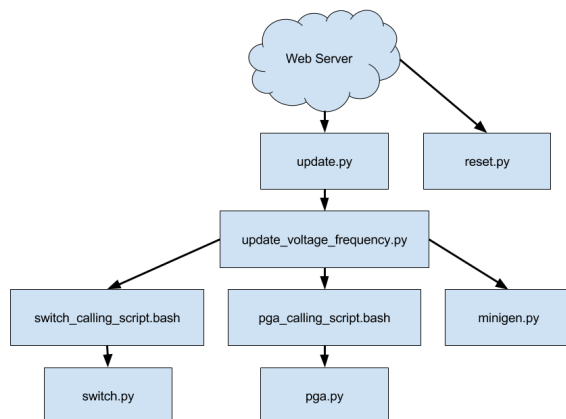 Web Server
update.py
reset.py
update_voltage_frequency.py
switch_calling_script.bash
pga_calling_script.bash
minigen.py
switch.py
pga.py